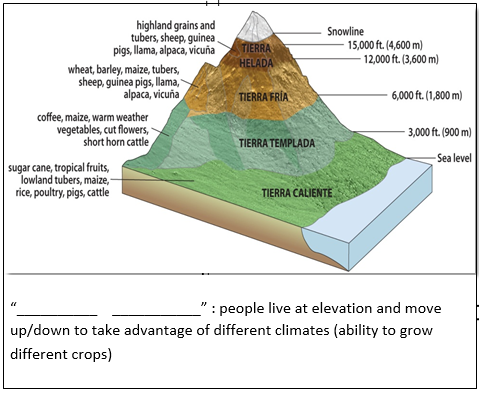 highland grains and
tubers, sheep, guinea
pigs, llama, alpaca, vicuña
Snowline
15,000 ft. (4,600 m)
TIERRA
HELADA
12,000 ft. (3,600 m)
wheat, barley, maize, tubers,
sheep, guinea pigs, llama,
alpaca, vicuña
TIERRA FRÍA
6,000 ft. (1,800 m)
coffee, maize, warm weather
vegetables, cut flowers,
short horn cattle
3,000 ft. (900 m)
TIERRA TEMPLADA
Sea level
sugar cane, tropical fruits,
lowland tubers, maize,
rice, poultry, pigs, cattle
TIERRA CALIENTE
“__________ ___________” : people live at elevation and move
up/down to take advantage of different climates (ability to grow
different crops)